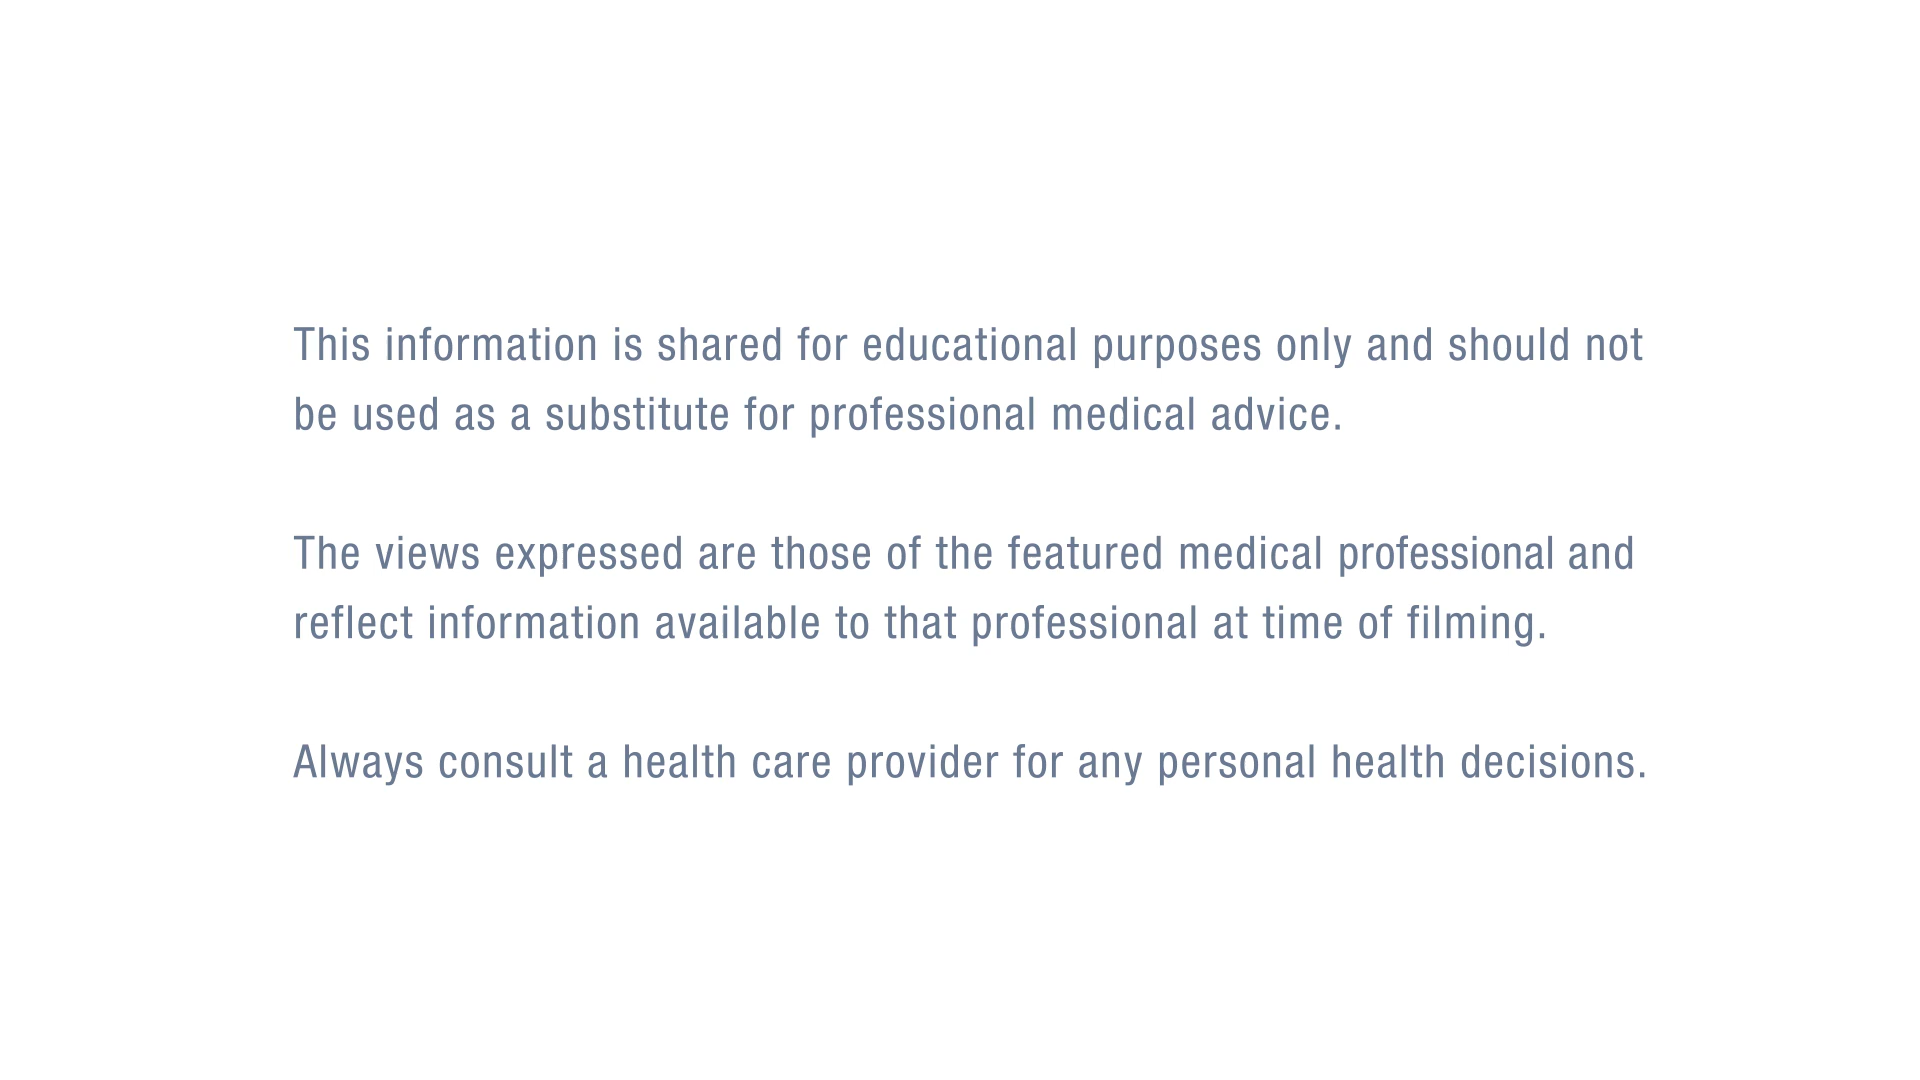 This information is shared for educational purposes only and should not
be used as a substitute for professional medical advice.
The views expressed are those of the featured medical professional and
reflect information available to that professional at time of filming.
Always consult a health care provider for any personal health decisions.